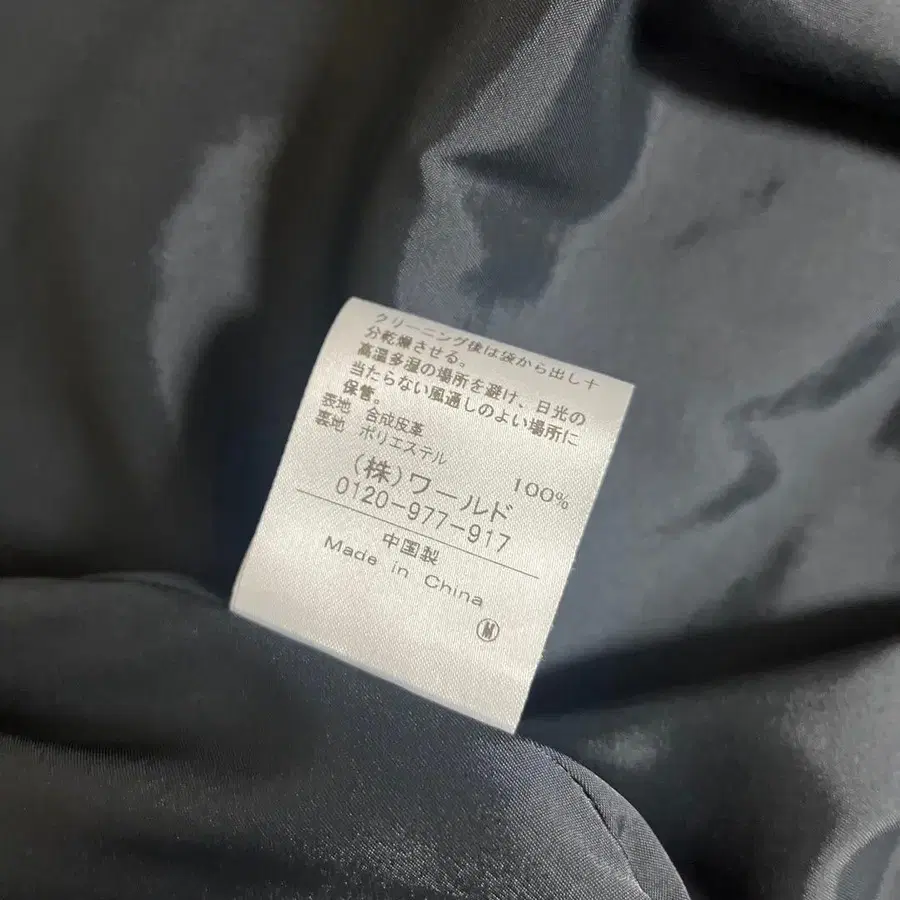 クリーニング後は袋から出し十
分乾燥させる。
高温多湿の場所を避け、日光の
当たらない風通しのよい場所に
保管。
表地 合成皮革
裏地 ポリエステル 100%
(株)ワールド
0120-977-917
中国製
Made in China
M